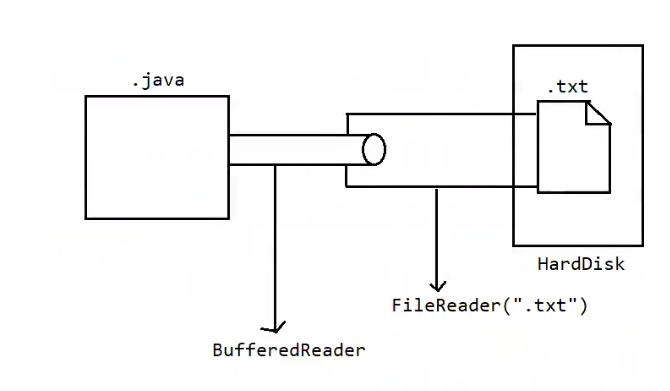 .java
.txt
HardDisk
FileReader(".txt")
BufferedReader